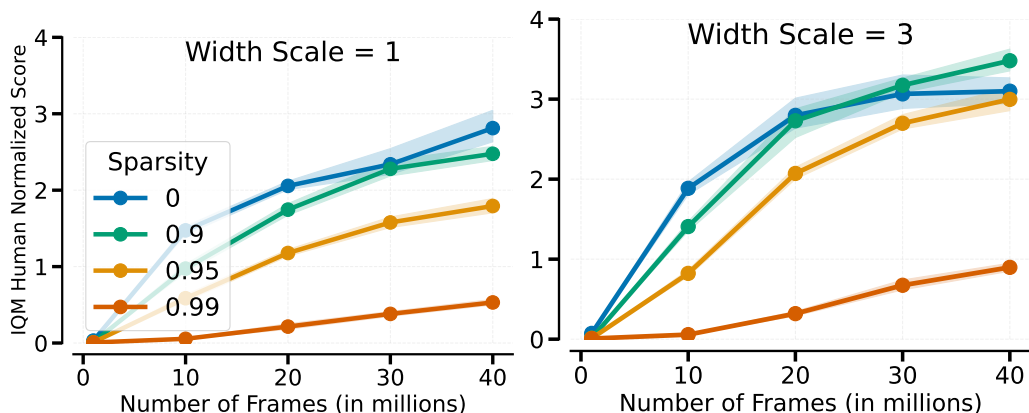 Width Scale = 1
IQM Human Normalized Score
4
3
2
1
0
Sparsity
0
0.9
0.95
0.99
0 10 20 30 40
Number of Frames (in millions)
Width Scale = 3
4
3
2
1
0
0 10 20 30 40
Number of Frames (in millions)